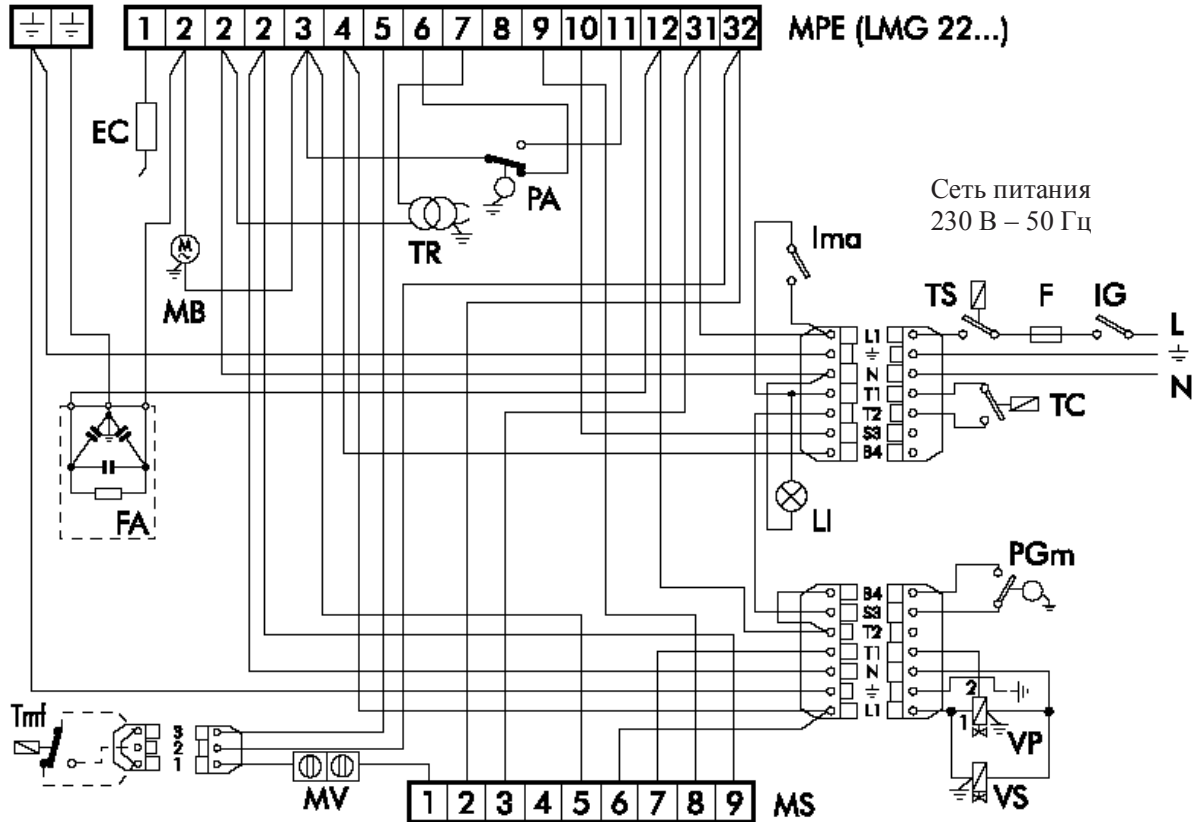 1 2 2 2 3 4 5 6 7 8 9 10 11 12 31 32 MPE (LMG 22...)
EC
PA
TR
MB
Ima
Сеть питания
230 В – 50 Гц
TS F IG
L
N
L1
N
T1
T2
S3
B4
TC
LI
FA
M
~
PGm
B4
S3
T2
T1
N
L1
2
1
VP
VS
Tmf
3
2
1
MV
1 2 3 4 5 6 7 8 9 MS